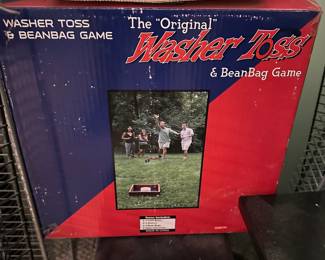 WASHER TOSS
& BEANBAG GAME
The "Original"
Washer Toss
& BeanBag Game